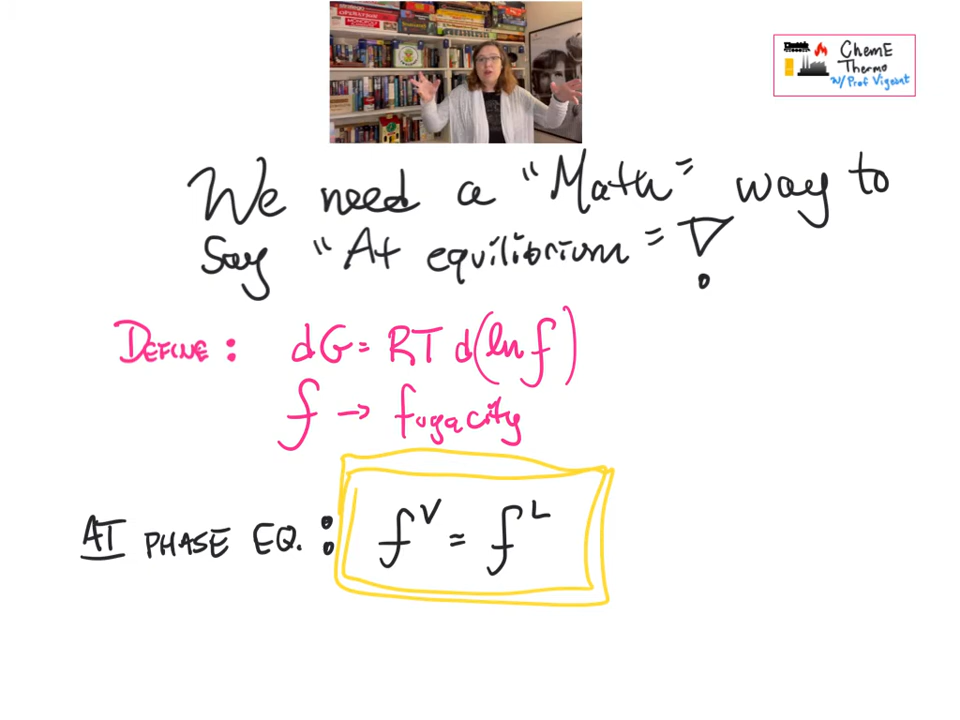 ChemE
Thermo
w/ Prof Vigeant
We need a "Math" way to
say "At equilibrium"!
DEFINE: dG = RT d(ln f)
f → fugacity
AT PHASE EQ.: f^V = f^L